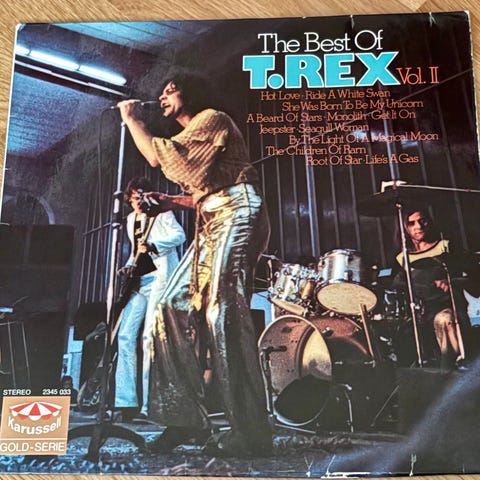 The Best Of
T.REX Vol. II
Hot Love · Ride A White Swan
She Was Born To Be My Unicorn
A Beard Of Stars · Monolith · Get It On
Jeepster · Seagull Woman
By The Light Of A Magical Moon
The Children Of Rarn
Root Of Star · Life's A Gas
STEREO 2345 033
Karussell
GOLD-SERIE